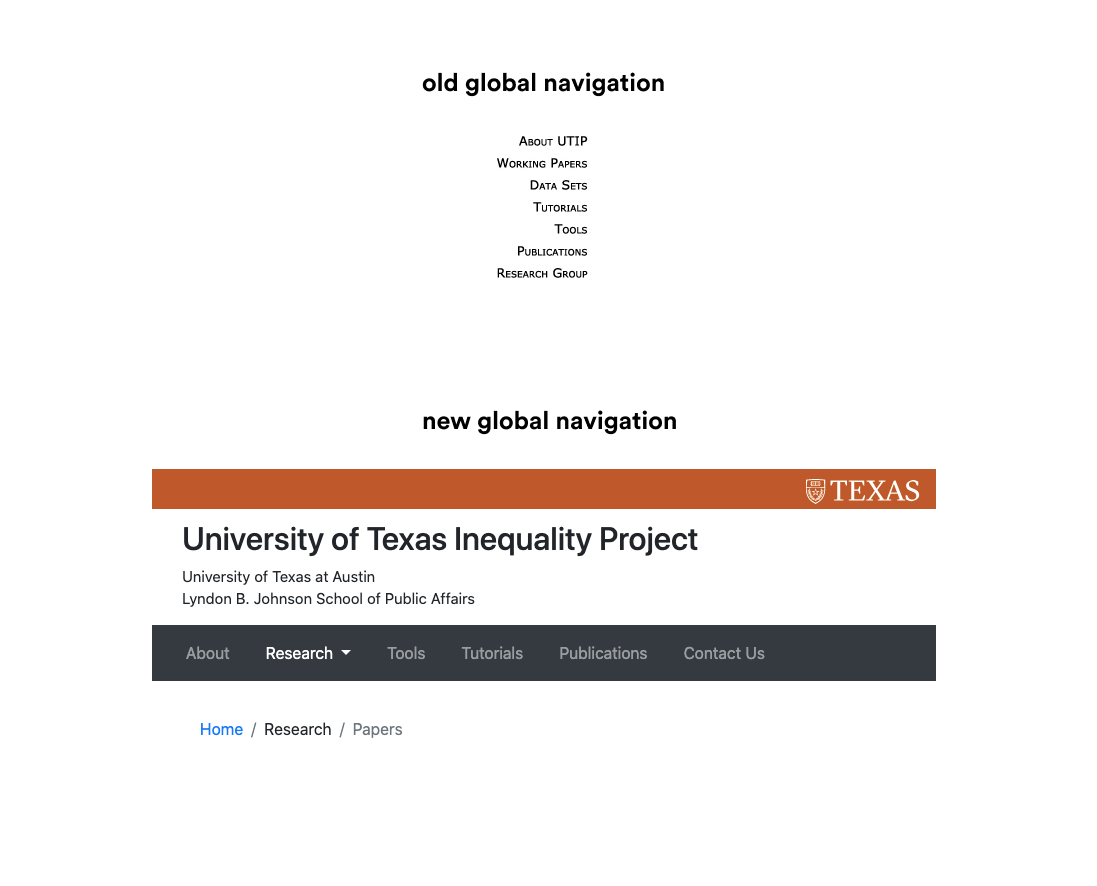 old global navigation
About UTIP
Working Papers
Data Sets
Tutorials
Tools
Publications
Research Group
new global navigation
TEXAS
University of Texas Inequality Project
University of Texas at Austin
Lyndon B. Johnson School of Public Affairs
About Research Tools Tutorials Publications Contact Us
Home / Research / Papers